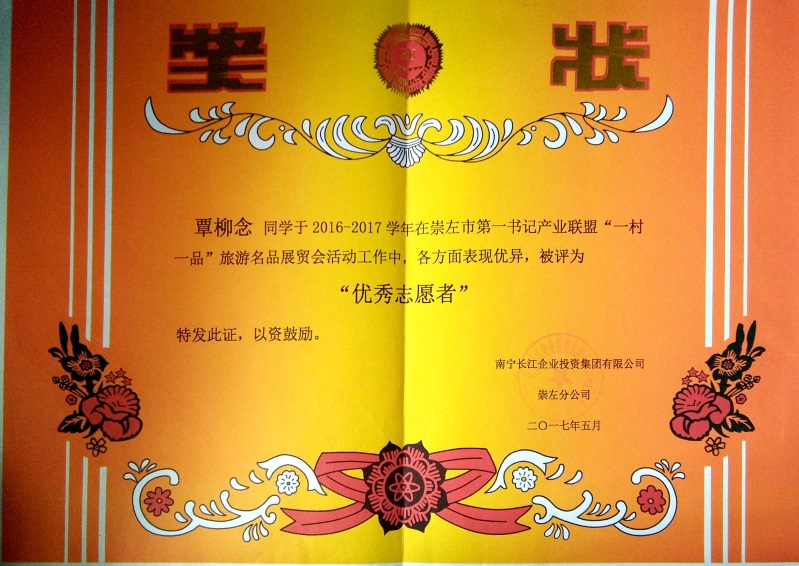 奖状
覃柳念 同学于 2016-2017 学年在崇左市第一书记产业联盟“一村
一品”旅游名品展贸会活动工作中，各方面表现优异，被评为
“优秀志愿者”
特发此证，以资鼓励。
南宁长江企业投资集团有限公司
崇左分公司
二〇一七年五月